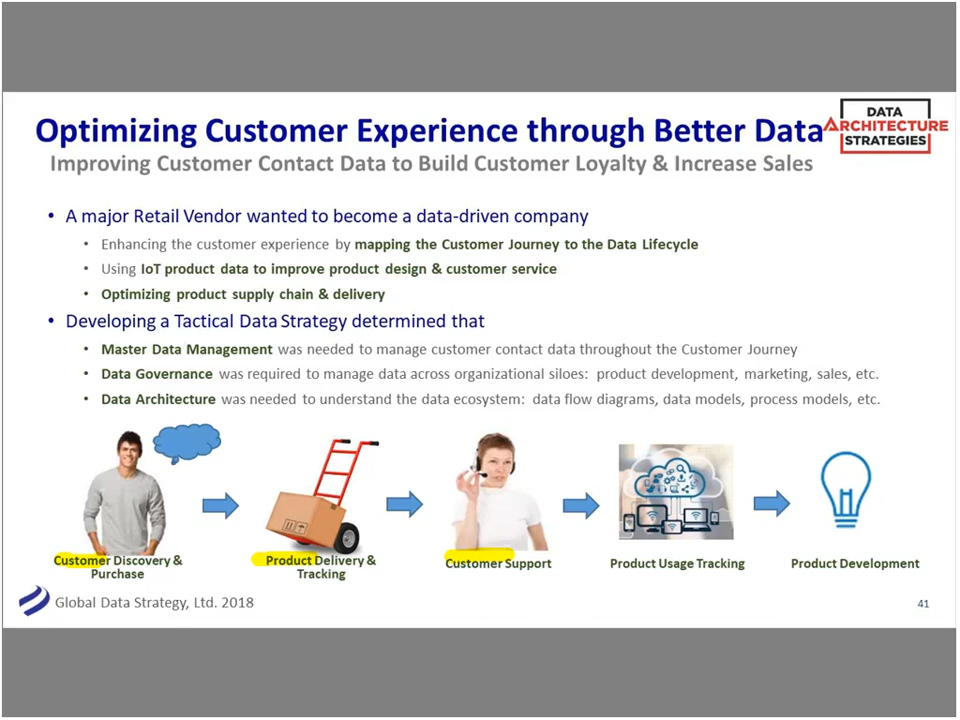 Optimizing Customer Experience through Better Data
DATA
ARCHITECTURE
STRATEGIES
Improving Customer Contact Data to Build Customer Loyalty & Increase Sales
• A major Retail Vendor wanted to become a data-driven company
• Enhancing the customer experience by mapping the Customer Journey to the Data Lifecycle
• Using IoT product data to improve product design & customer service
• Optimizing product supply chain & delivery
• Developing a Tactical Data Strategy determined that
• Master Data Management was needed to manage customer contact data throughout the Customer Journey
• Data Governance was required to manage data across organizational siloes: product development, marketing, sales, etc.
• Data Architecture was needed to understand the data ecosystem: data flow diagrams, data models, process models, etc.
Customer Discovery &
Purchase
Product Delivery &
Tracking
Customer Support
Product Usage Tracking
Product Development
Global Data Strategy, Ltd. 2018
41